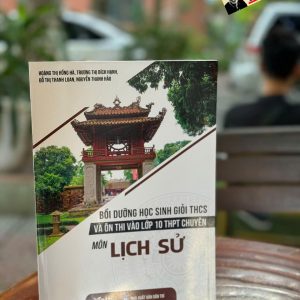 HOÀNG THỊ HỒNG HÀ, TRƯƠNG THỊ BÍCH HẠNH,
ĐỖ THỊ THANH LOAN, NGUYỄN THANH HẢO
BỒI DƯỠNG HỌC SINH GIỎI THCS
VÀ ÔN THI VÀO LỚP 10 THPT CHUYÊN
MÔN LỊCH SỬ